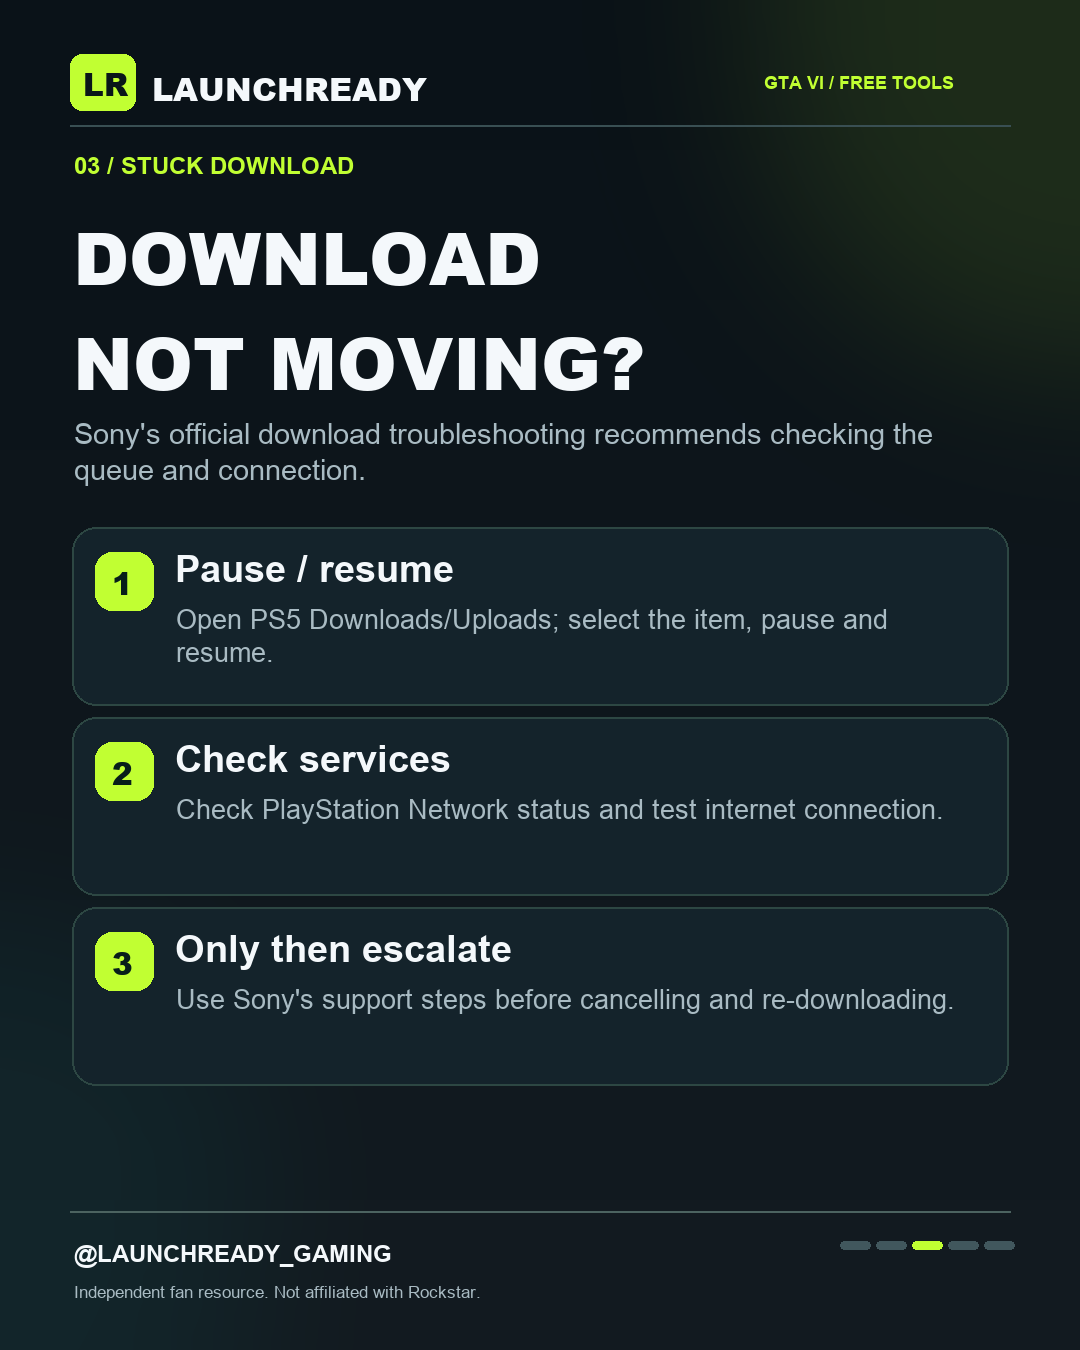 LR LAUNCHREADY
GTA VI / FREE TOOLS
03 / STUCK DOWNLOAD
DOWNLOAD
NOT MOVING?
Sony's official download troubleshooting recommends checking the
queue and connection.
1 Pause / resume
Open PS5 Downloads/Uploads; select the item, pause and
resume.
2 Check services
Check PlayStation Network status and test internet connection.
3 Only then escalate
Use Sony's support steps before cancelling and re-downloading.
@LAUNCHREADY_GAMING
Independent fan resource. Not affiliated with Rockstar.